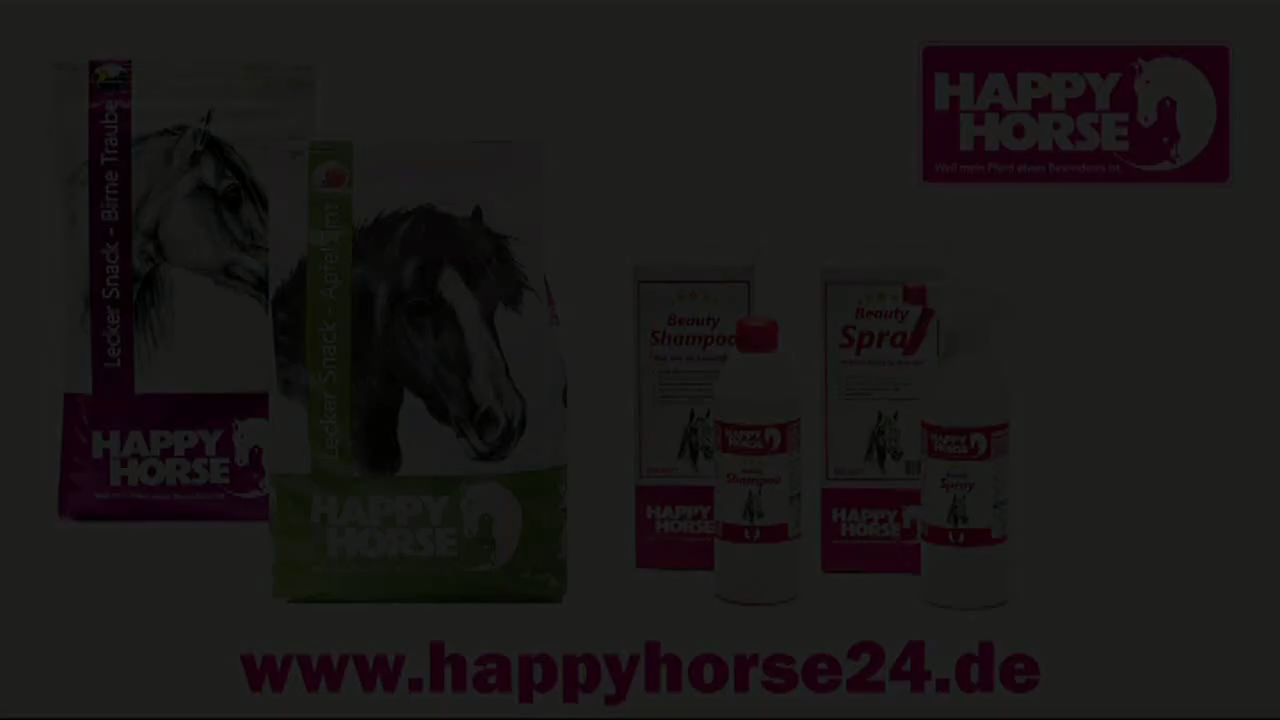 HAPPY
HORSE
Weil mein Pferd etwas Besonderes ist.
Lecker Snack - Birne Traube
HAPPY
HORSE
Lecker Snack - Apfel
HAPPY
HORSE
Beauty
Shampoo
HAPPY
HORSE
HAPPY
HORSE
Shampoo
Beauty
Spray
HAPPY
HORSE
HAPPY
HORSE
Spray
www.happyhorse24.de